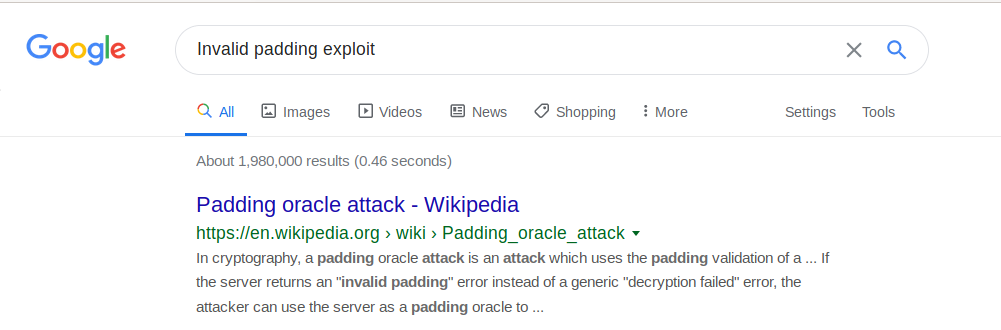 Google Invalid padding exploit
All Images Videos News Shopping More Settings Tools
About 1,980,000 results (0.46 seconds)
Padding oracle attack - Wikipedia
https://en.wikipedia.org › wiki › Padding_oracle_attack
In cryptography, a padding oracle attack is an attack which uses the padding validation of a ... If
the server returns an "invalid padding" error instead of a generic "decryption failed" error, the
attacker can use the server as a padding oracle to ...